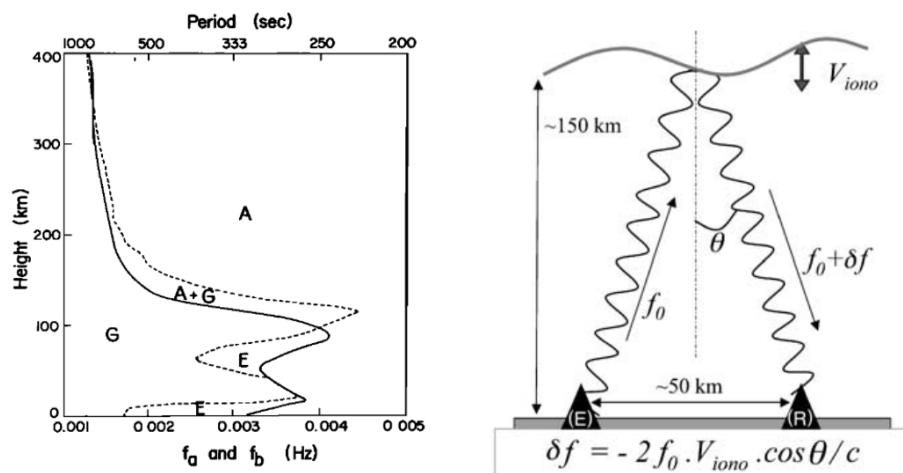 Period (sec)
1000 500 333 250 200
400
300
200
100
0
Height (km)
A
A+G
G
E
E
0.001 0.002 0.003 0.004 0.005
fa and fb (Hz)
Viono
~150 km
θ
f0
f0+δf
~50 km
(E)
(R)
δf = - 2 f0 .Viono .cos θ/c